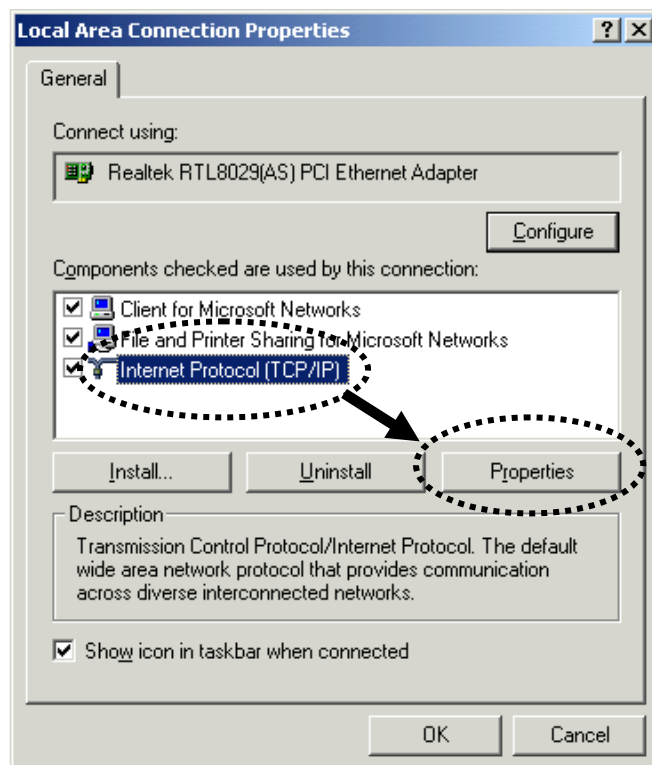 Local Area Connection Properties
General
Connect using:
Realtek RTL8029(AS) PCI Ethernet Adapter
Configure
Components checked are used by this connection:
Client for Microsoft Networks
File and Printer Sharing for Microsoft Networks
Internet Protocol (TCP/IP)
Install... Uninstall Properties
Description
Transmission Control Protocol/Internet Protocol. The default
wide area network protocol that provides communication
across diverse interconnected networks.
Show icon in taskbar when connected
OK Cancel